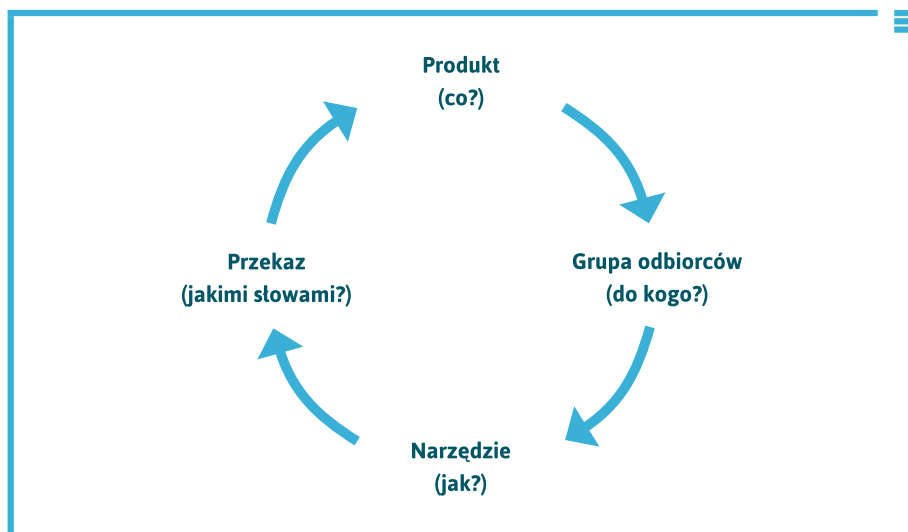 Produkt
(co?)
Grupa odbiorców
(do kogo?)
Narzędzie
(jak?)
Przekaz
(jakimi słowami?)